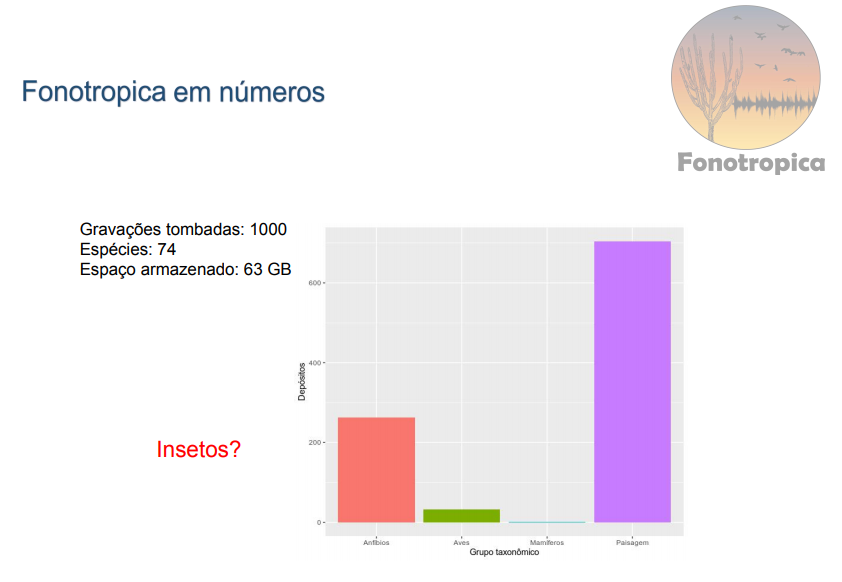 Fonotropica em números
Fonotropica
Gravações tombadas: 1000
Espécies: 74
Espaço armazenado: 63 GB
Insetos?
Depósitos
600
400
200
0
Anfíbios
Aves
Mamíferos
Paisagem
Grupo taxonômico